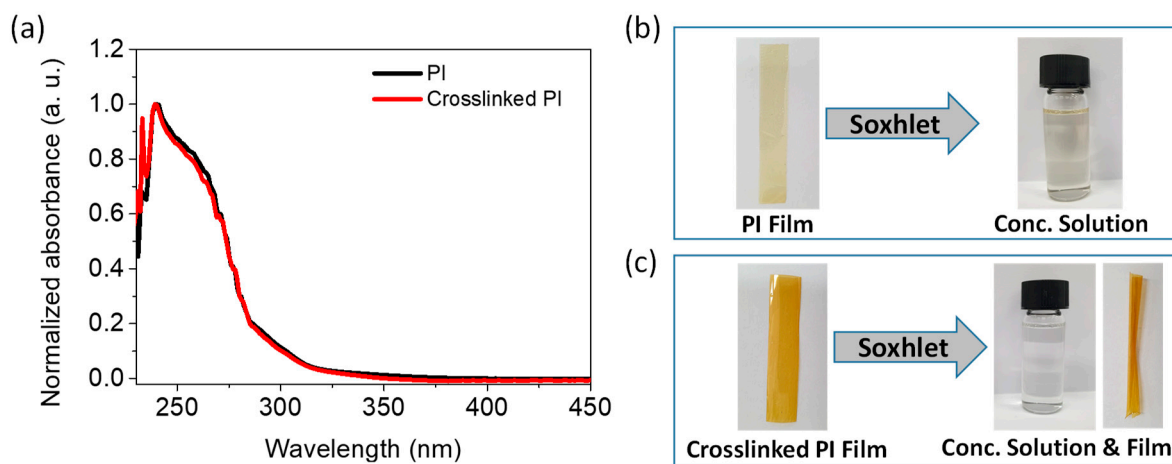 (a)
Normalized absorbance (a. u.)
1.2
1.0
0.8
0.6
0.4
0.2
0.0
PI
Crosslinked PI
250
300
350
400
450
Wavelength (nm)
(b)
Soxhlet
PI Film
Conc. Solution
(c)
Soxhlet
Crosslinked PI Film
Conc. Solution & Film